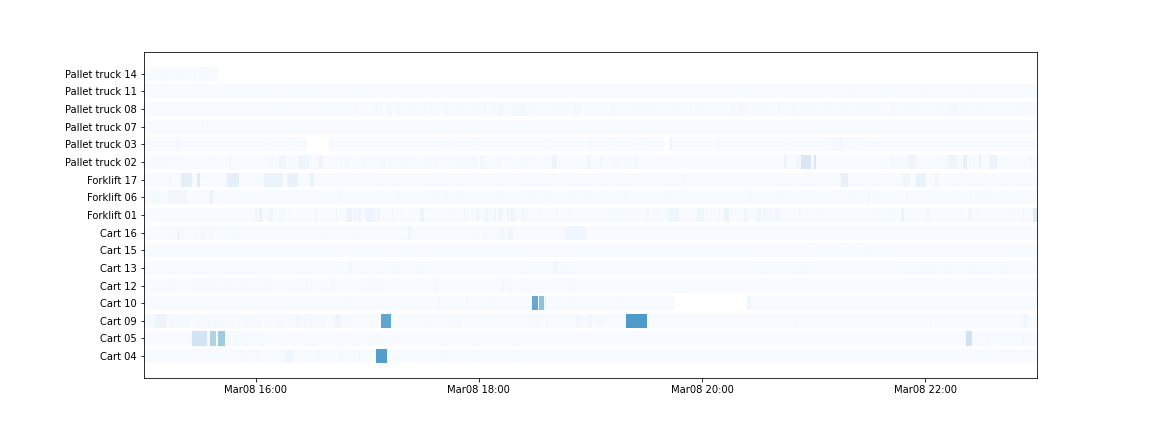 Pallet truck 14
Pallet truck 11
Pallet truck 08
Pallet truck 07
Pallet truck 03
Pallet truck 02
Forklift 17
Forklift 06
Forklift 01
Cart 16
Cart 15
Cart 13
Cart 12
Cart 10
Cart 09
Cart 05
Cart 04
Mar08 16:00 Mar08 18:00 Mar08 20:00 Mar08 22:00